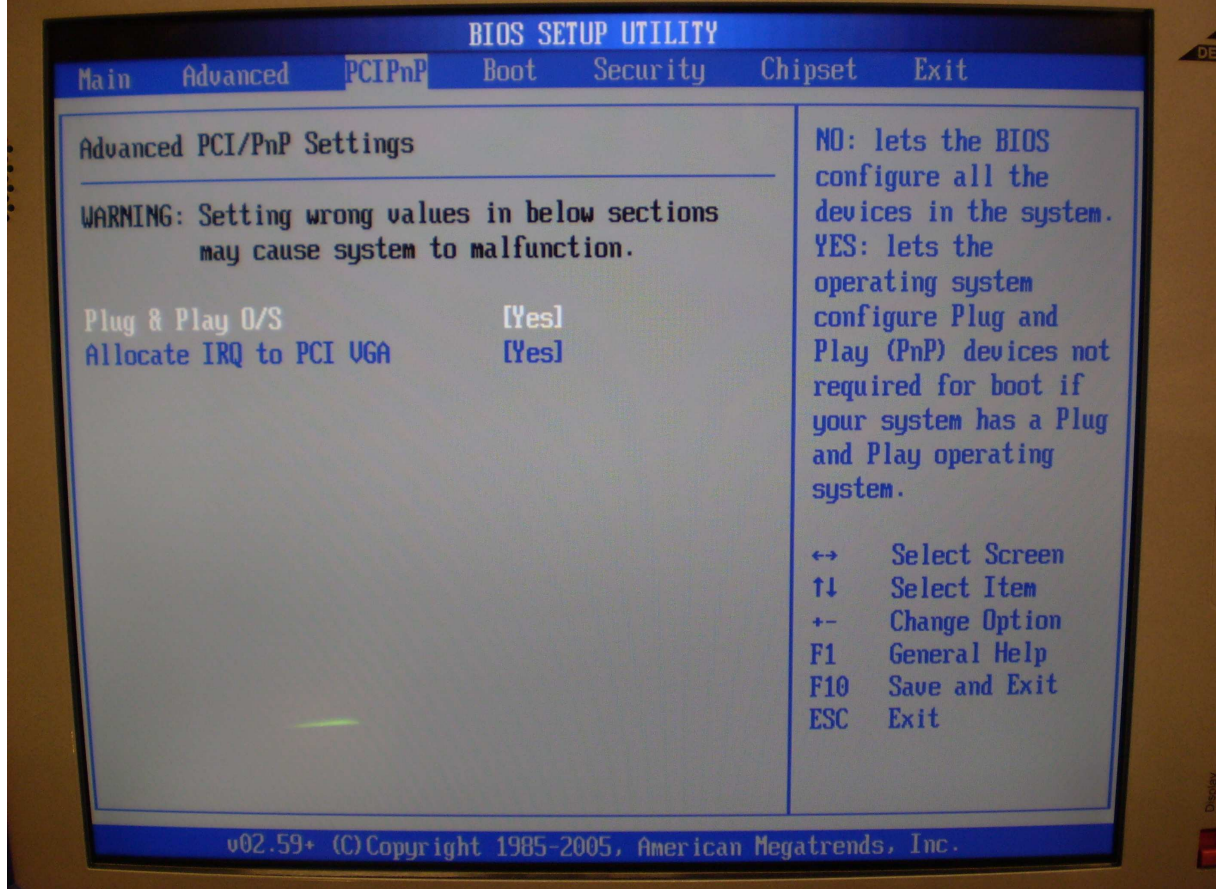 BIOS SETUP UTILITY
Main Advanced PCIPnP Boot Security Chipset Exit
Advanced PCI/PnP Settings
WARNING: Setting wrong values in below sections
may cause system to malfunction.
Plug & Play O/S [Yes]
Allocate IRQ to PCI VGA [Yes]
NO: lets the BIOS
configure all the
devices in the system.
YES: lets the
operating system
configure Plug and
Play (PnP) devices not
required for boot if
your system has a Plug
and Play operating
system.
↔ Select Screen
↑↓ Select Item
+- Change Option
F1 General Help
F10 Save and Exit
ESC Exit
v02.59+ (C)Copyright 1985-2005, American Megatrends, Inc.
DE
Display